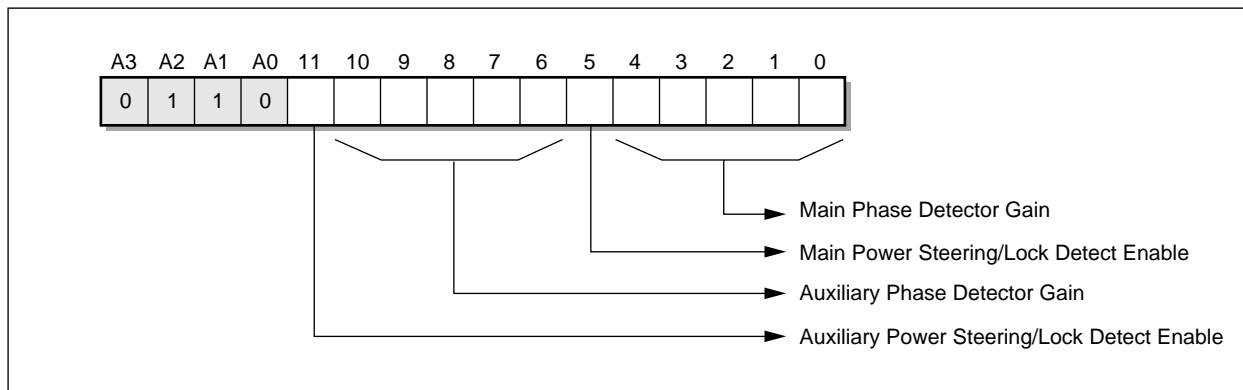 A3 A2 A1 A0 11 10 9 8 7 6 5 4 3 2 1 0
0 1 1 0
Main Phase Detector Gain
Main Power Steering/Lock Detect Enable
Auxiliary Phase Detector Gain
Auxiliary Power Steering/Lock Detect Enable